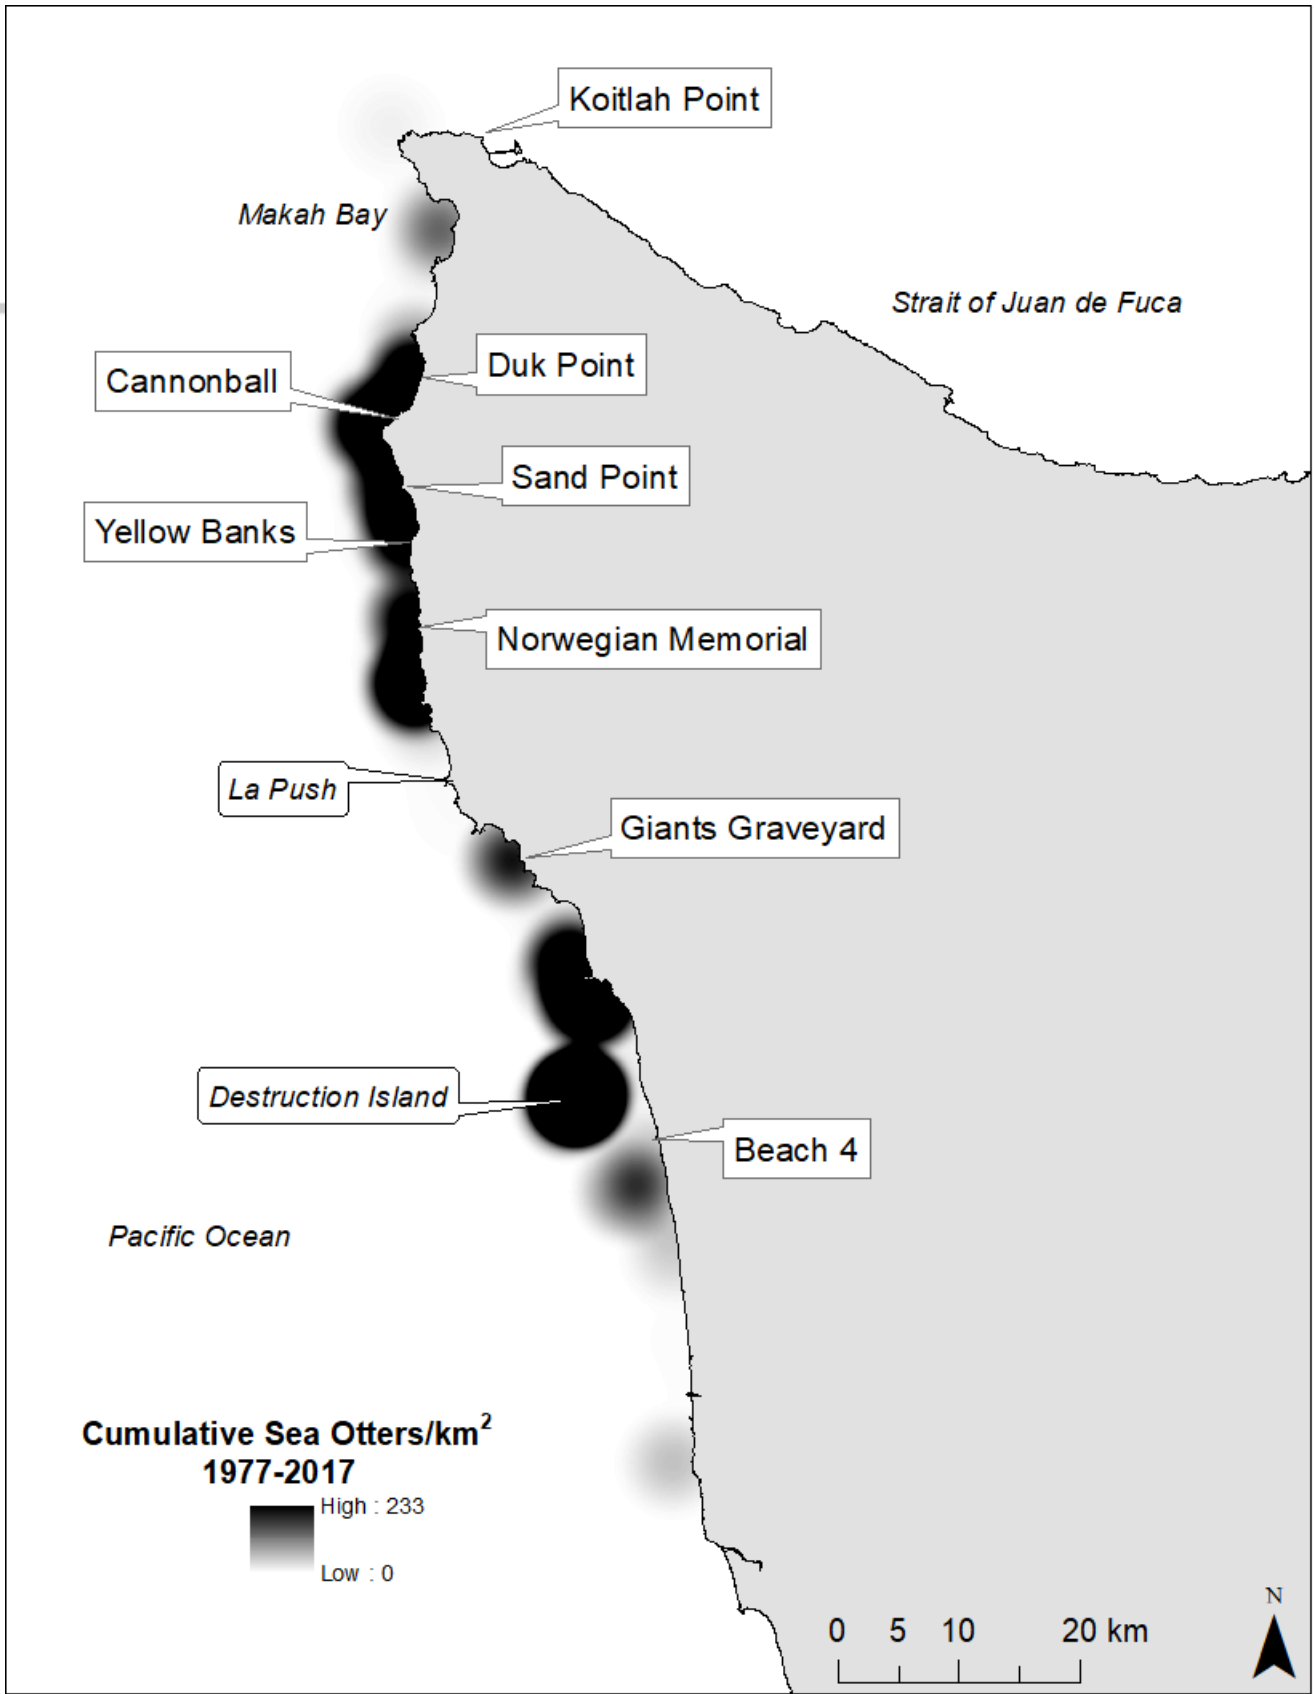 Koitlah Point
Makah Bay
Strait of Juan de Fuca
Duk Point
Cannonball
Sand Point
Yellow Banks
Norwegian Memorial
La Push
Giants Graveyard
Destruction Island
Beach 4
Pacific Ocean
Cumulative Sea Otters/km²
1977-2017
High : 233
Low : 0
0 5 10 20 km
N